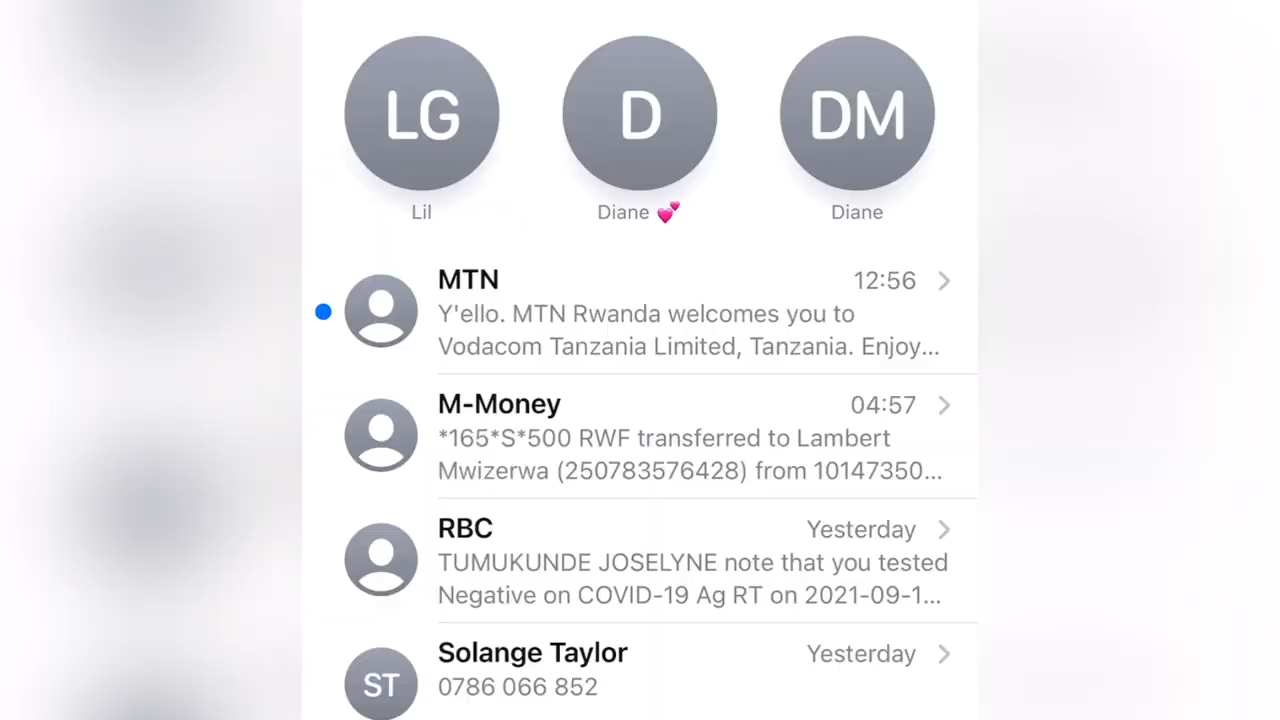 LG D DM
Lil Diane 💕 Diane
MTN 12:56
Y'ello. MTN Rwanda welcomes you to
Vodacom Tanzania Limited, Tanzania. Enjoy...
M-Money 04:57
*165*S*500 RWF transferred to Lambert
Mwizerwa (250783576428) from 10147350...
RBC Yesterday
TUMUKUNDE JOSELYNE note that you tested
Negative on COVID-19 Ag RT on 2021-09-1...
Solange Taylor Yesterday
ST 0786 066 852